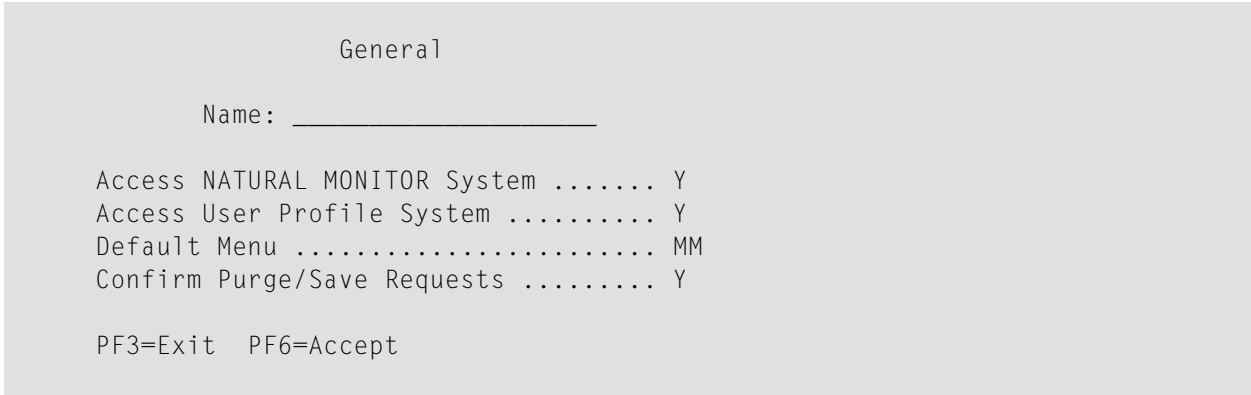 General
Name: ____________________
Access NATURAL MONITOR System ....... Y
Access User Profile System .......... Y
Default Menu ........................ MM
Confirm Purge/Save Requests ......... Y
PF3=Exit PF6=Accept